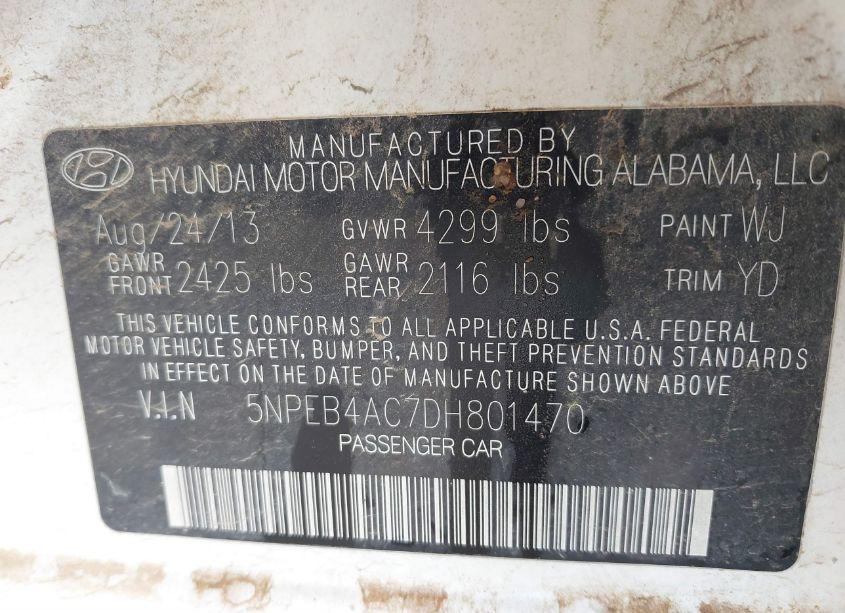 MANUFACTURED BY
HYUNDAI MOTOR MANUFACTURING ALABAMA, LLC
Aug/24/13 GVWR 4299 lbs PAINT WJ
GAWR FRONT 2425 lbs GAWR REAR 2116 lbs TRIM YD
THIS VEHICLE CONFORMS TO ALL APPLICABLE U.S.A. FEDERAL
MOTOR VEHICLE SAFETY, BUMPER, AND THEFT PREVENTION STANDARDS
IN EFFECT ON THE DATE OF MANUFACTURE SHOWN ABOVE
V.I.N 5NPEB4AC7DH801470
PASSENGER CAR